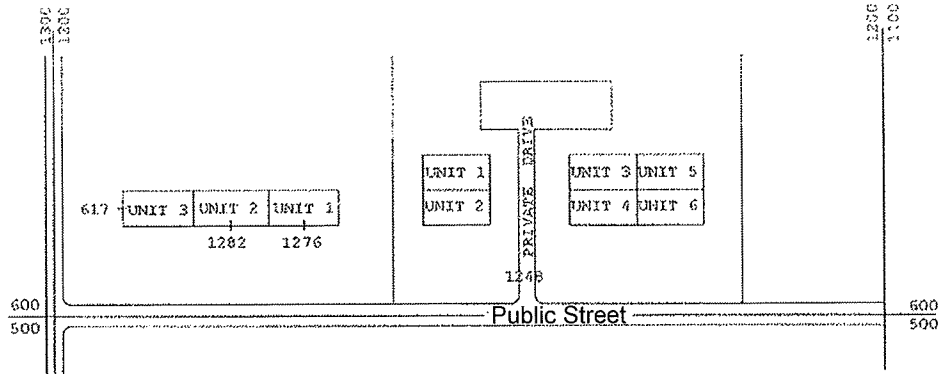 1300
1200
1200
1100
PRIVATE DRIVE
UNIT 1
UNIT 3
UNIT 5
617
UNIT 3
UNIT 2
UNIT 1
UNIT 2
UNIT 4
UNIT 6
1282
1276
1248
600
600
Public Street
500
500